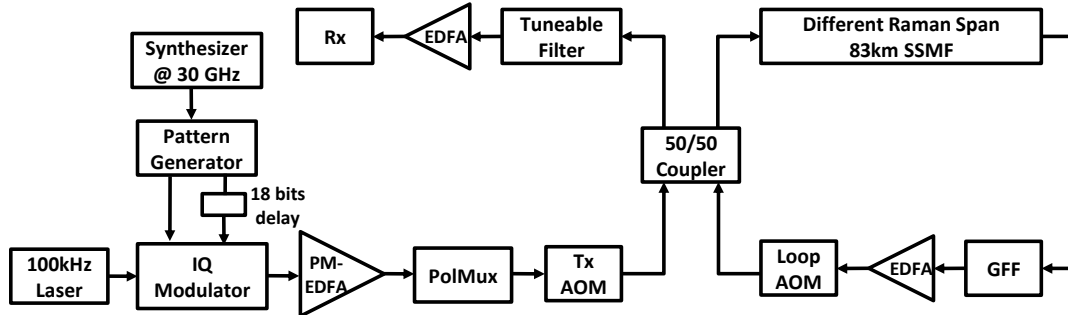 Synthesizer
@ 30 GHz
Pattern
Generator
18 bits
delay
100kHz
Laser
IQ
Modulator
PM-
EDFA
PolMux
Tx
AOM
Rx
EDFA
Tuneable
Filter
50/50
Coupler
Different Raman Span
83km SSMF
Loop
AOM
EDFA
GFF